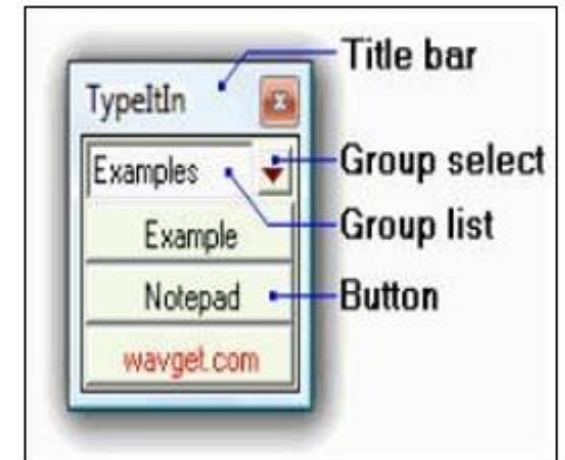 Title bar
TypeItIn
x
Examples
Group select
Group list
Example
Notepad
Button
wavget.com